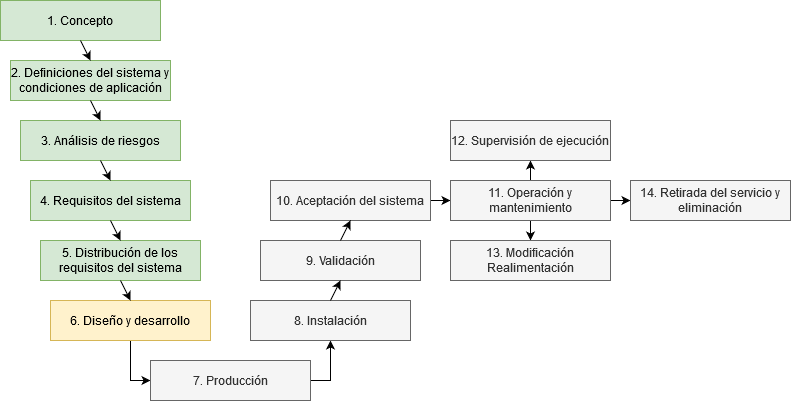 1. Concepto
2. Definiciones del sistema y
condiciones de aplicación
3. Análisis de riesgos
4. Requisitos del sistema
5. Distribución de los
requisitos del sistema
6. Diseño y desarrollo
7. Producción
8. Instalación
9. Validación
10. Aceptación del sistema
11. Operación y
mantenimiento
12. Supervisión de ejecución
13. Modificación
Realimentación
14. Retirada del servicio y
eliminación